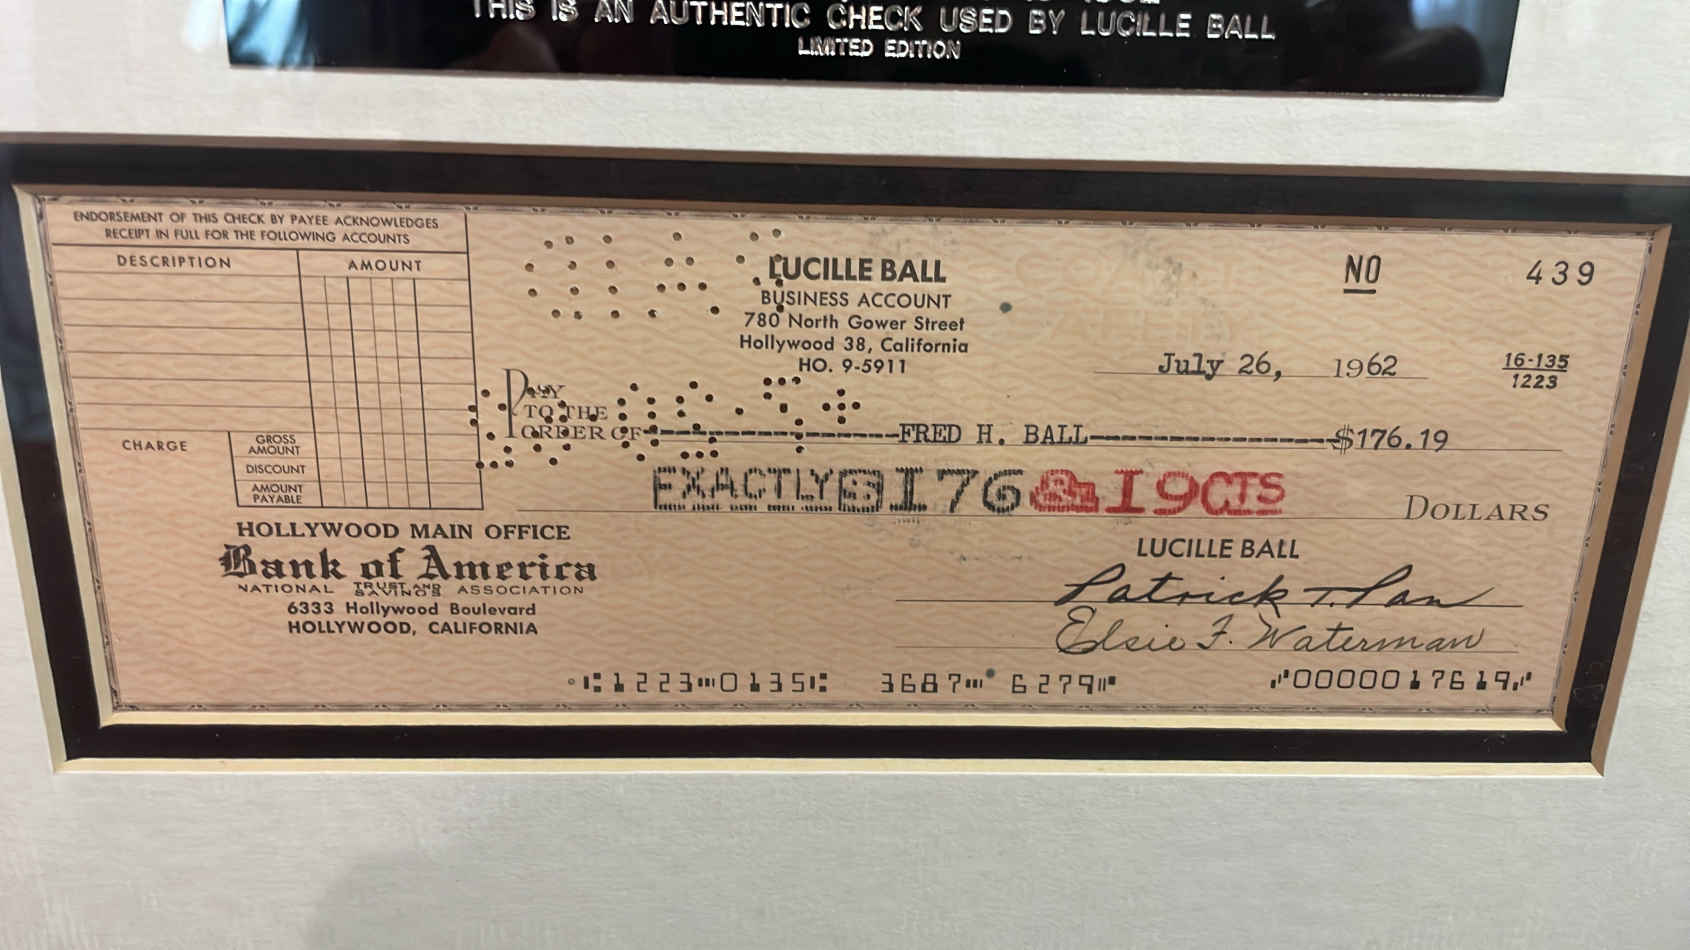 THIS IS AN AUTHENTIC CHECK USED BY LUCILLE BALL
LIMITED EDITION
ENDORSEMENT OF THIS CHECK BY PAYEE ACKNOWLEDGES
RECEIPT IN FULL FOR THE FOLLOWING ACCOUNTS
DESCRIPTION AMOUNT
LUCILLE BALL
BUSINESS ACCOUNT
780 North Gower Street
Hollywood 38, California
HO. 9-5911
NO 439
July 26, 1962
16-135
1223
PAY
TO THE
ORDER OF FRED H. BALL $176.19
EXACTLY $176 & 19CTS
DOLLARS
CHARGE
GROSS
AMOUNT
DISCOUNT
AMOUNT
PAYABLE
HOLLYWOOD MAIN OFFICE
Bank of America
NATIONAL TRUST AND SAVINGS ASSOCIATION
6333 Hollywood Boulevard
HOLLYWOOD, CALIFORNIA
LUCILLE BALL
Elsie F. Waterman
⑆1223⑉0135⑆ 3687⑉ 6279⑈ ⑇0000017619⑇